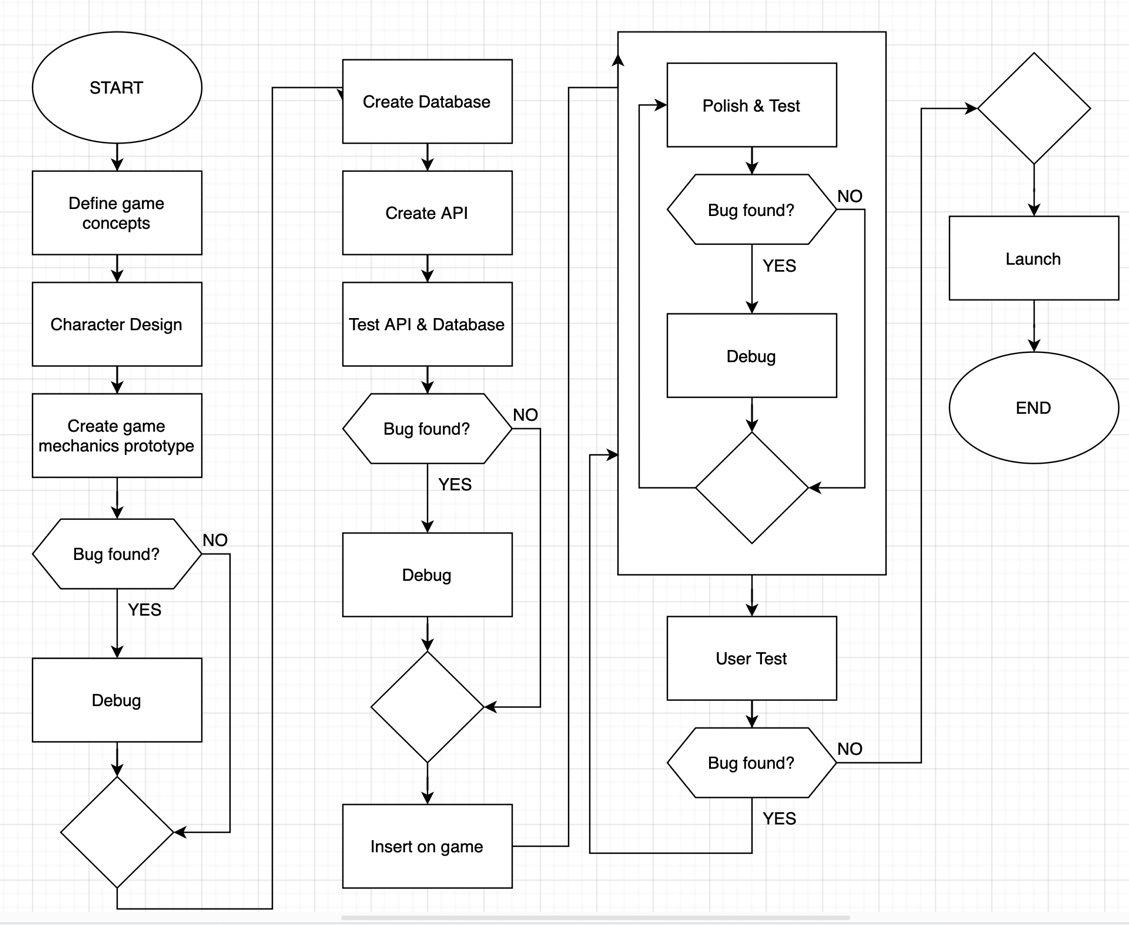 START
Define game
concepts
Character Design
Create game
mechanics prototype
Bug found?
NO
YES
Debug
Create Database
Create API
Test API & Database
Bug found?
NO
YES
Debug
Insert on game
Polish & Test
Bug found?
NO
YES
Debug
User Test
Bug found?
NO
YES
Launch
END